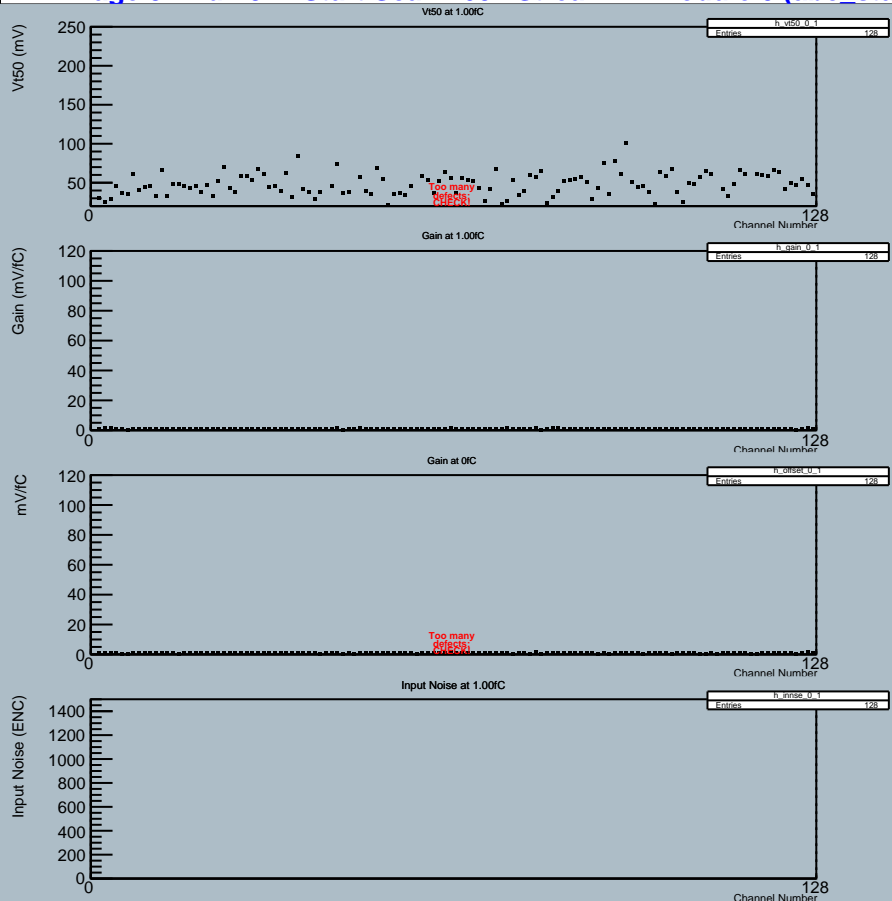 Vt50 at 1.00fC
h_vt50_0_1
Entries 128
Vt50 (mV)
250
200
150
100
50
Too many
defects:
CHECK!
0
128
Channel Number
Gain at 1.00fC
h_gain_0_1
Entries 128
Gain (mV/fC)
120
100
80
60
40
20
0
0
128
Channel Number
Gain at 0fC
h_offset_0_1
Entries 128
mV/fC
120
100
80
60
40
20
0
Too many
defects:
CHECK!
0
128
Channel Number
Input Noise at 1.00fC
h_innse_0_1
Entries 128
Input Noise (ENC)
1400
1200
1000
800
600
400
200
0
0
128
Channel Number